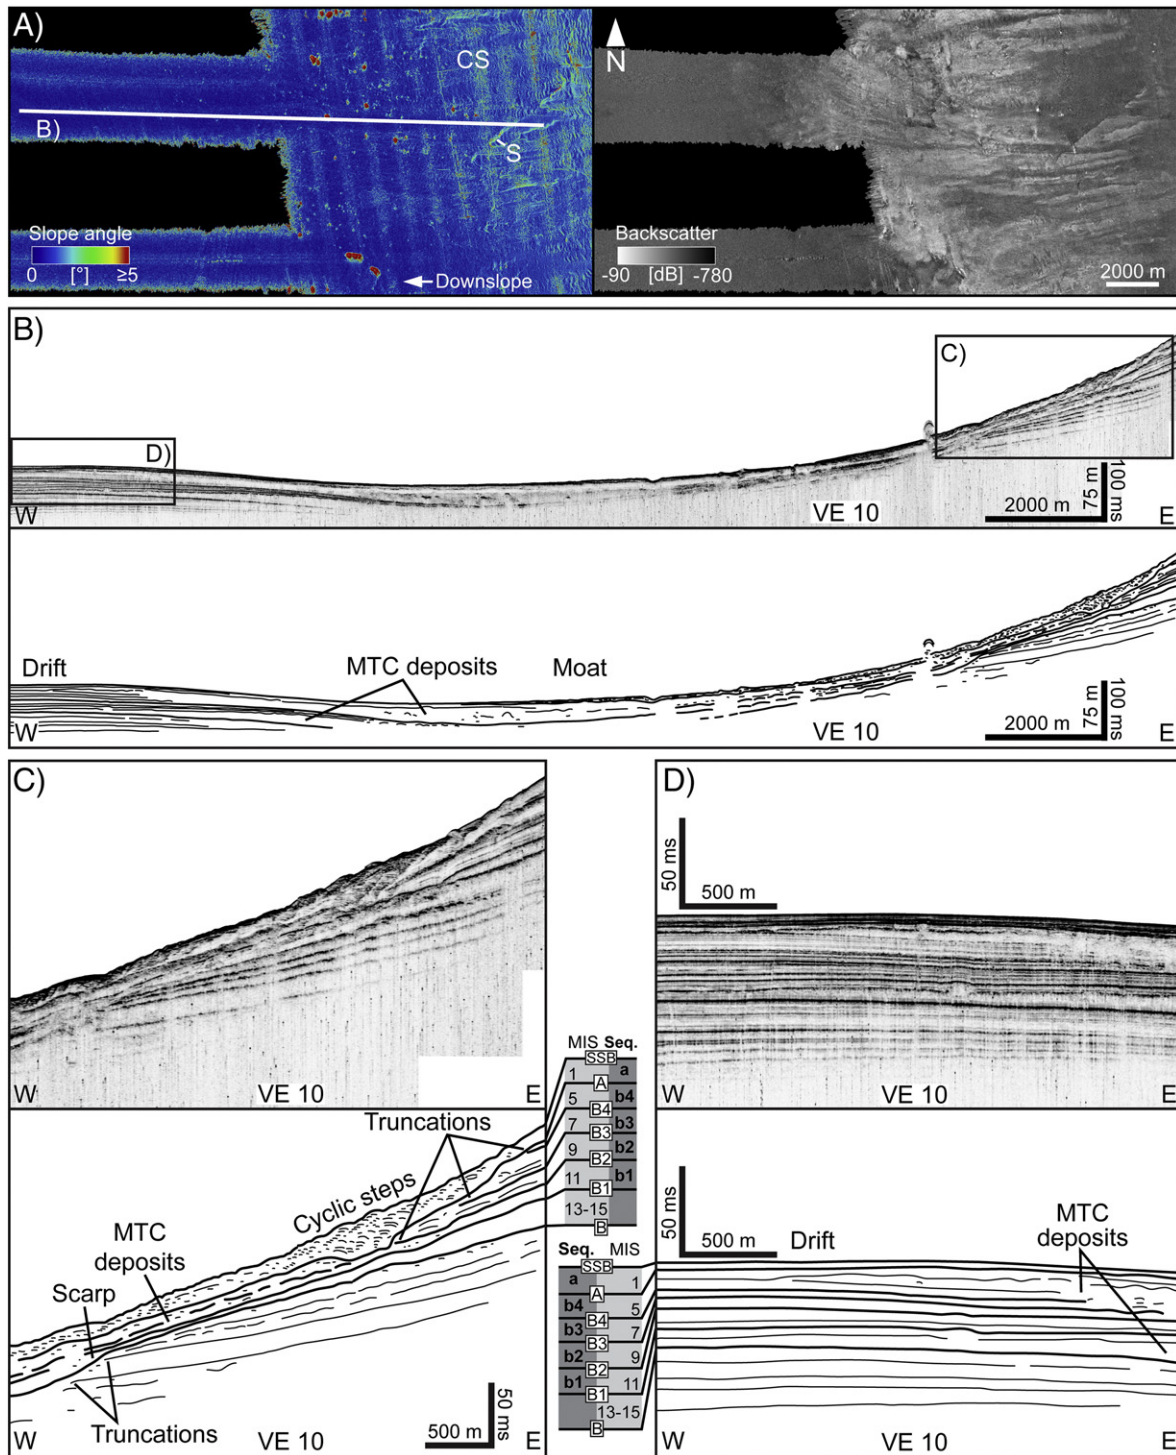 A)
CS
B)
S
Slope angle
0 [°] ≥5
Downslope
N
Backscatter
-90 [dB] -780
2000 m
B)
C)
D)
W
VE 10
2000 m
75 m
100 ms
E
Drift
MTC deposits
Moat
W
VE 10
2000 m
75 m
100 ms
E
C)
W
VE 10
E
Truncations
Cyclic steps
MTC
deposits
Scarp
Truncations
500 m
50 ms
W
VE 10
E
MIS Seq.
SSB
1 a
A
5 b4
B4
7 b3
B3
9 b2
B2
11 b1
B1
13-15
B
Seq. MIS
SSB
a 1
A
b4 5
B4
b3 7
B3
b2 9
B2
b1 11
B1
13-15
B
D)
50 ms
500 m
W
VE 10
E
50 ms
500 m
Drift
MTC
deposits
W
VE 10
E